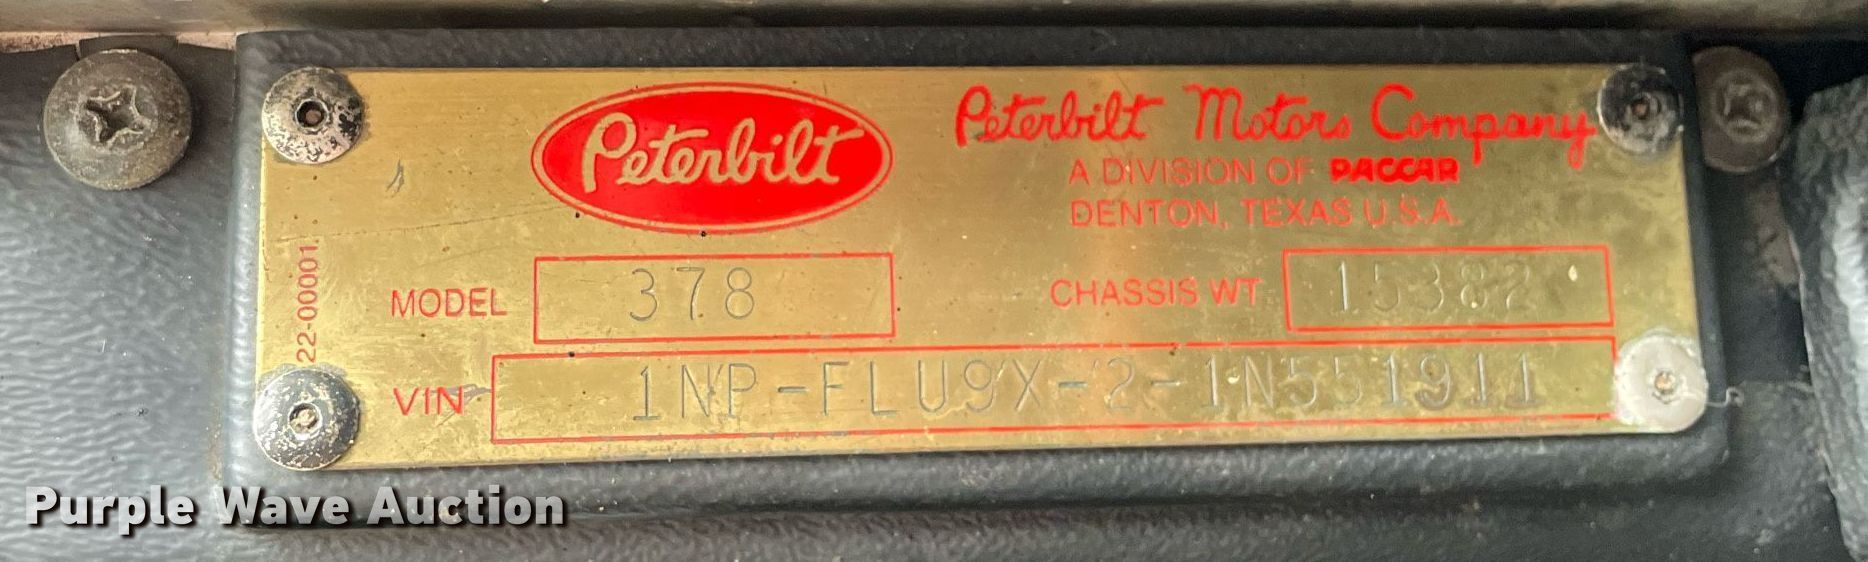 Peterbilt
Peterbilt Motors Company
A DIVISION OF PACCAR
DENTON, TEXAS U.S.A.
22-00001
MODEL 378
CHASSIS WT 15382
VIN 1NP-FLU9X-2-1N551911
Purple Wave Auction